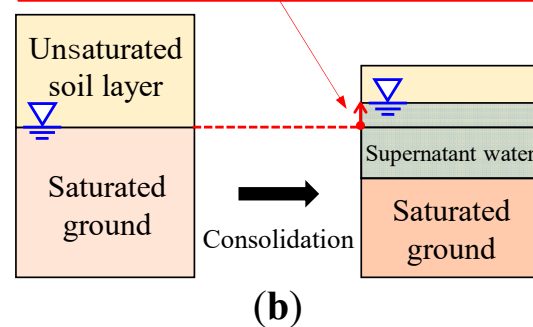 Unsaturated
soil layer
Saturated
ground
Consolidation
Supernatant water
Saturated
ground
(b)